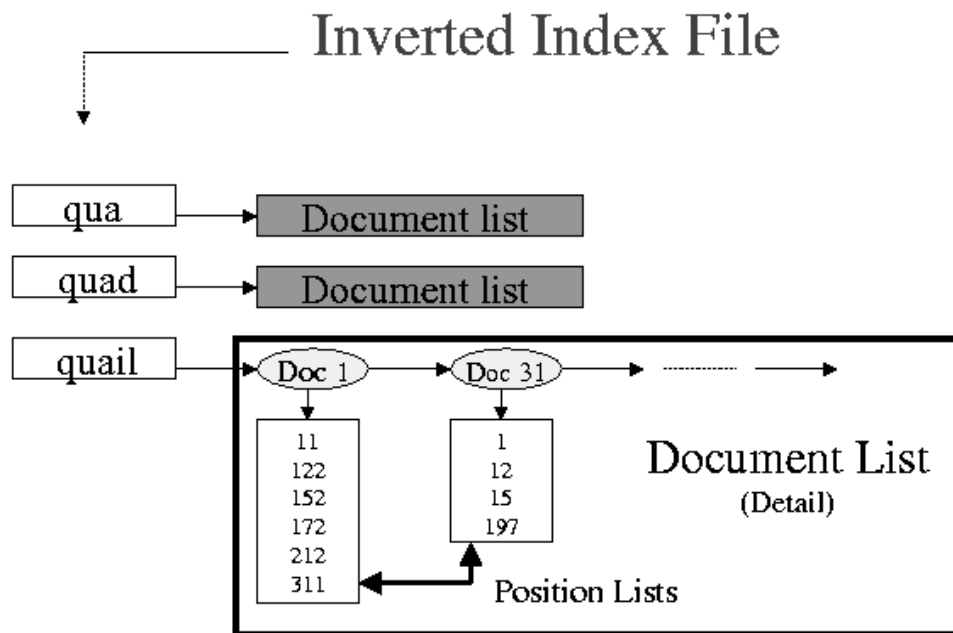 Inverted Index File
qua
Document list
quad
Document list
quail
Doc 1
Doc 31
11
122
152
172
212
311
1
12
15
197
Document List
(Detail)
Position Lists